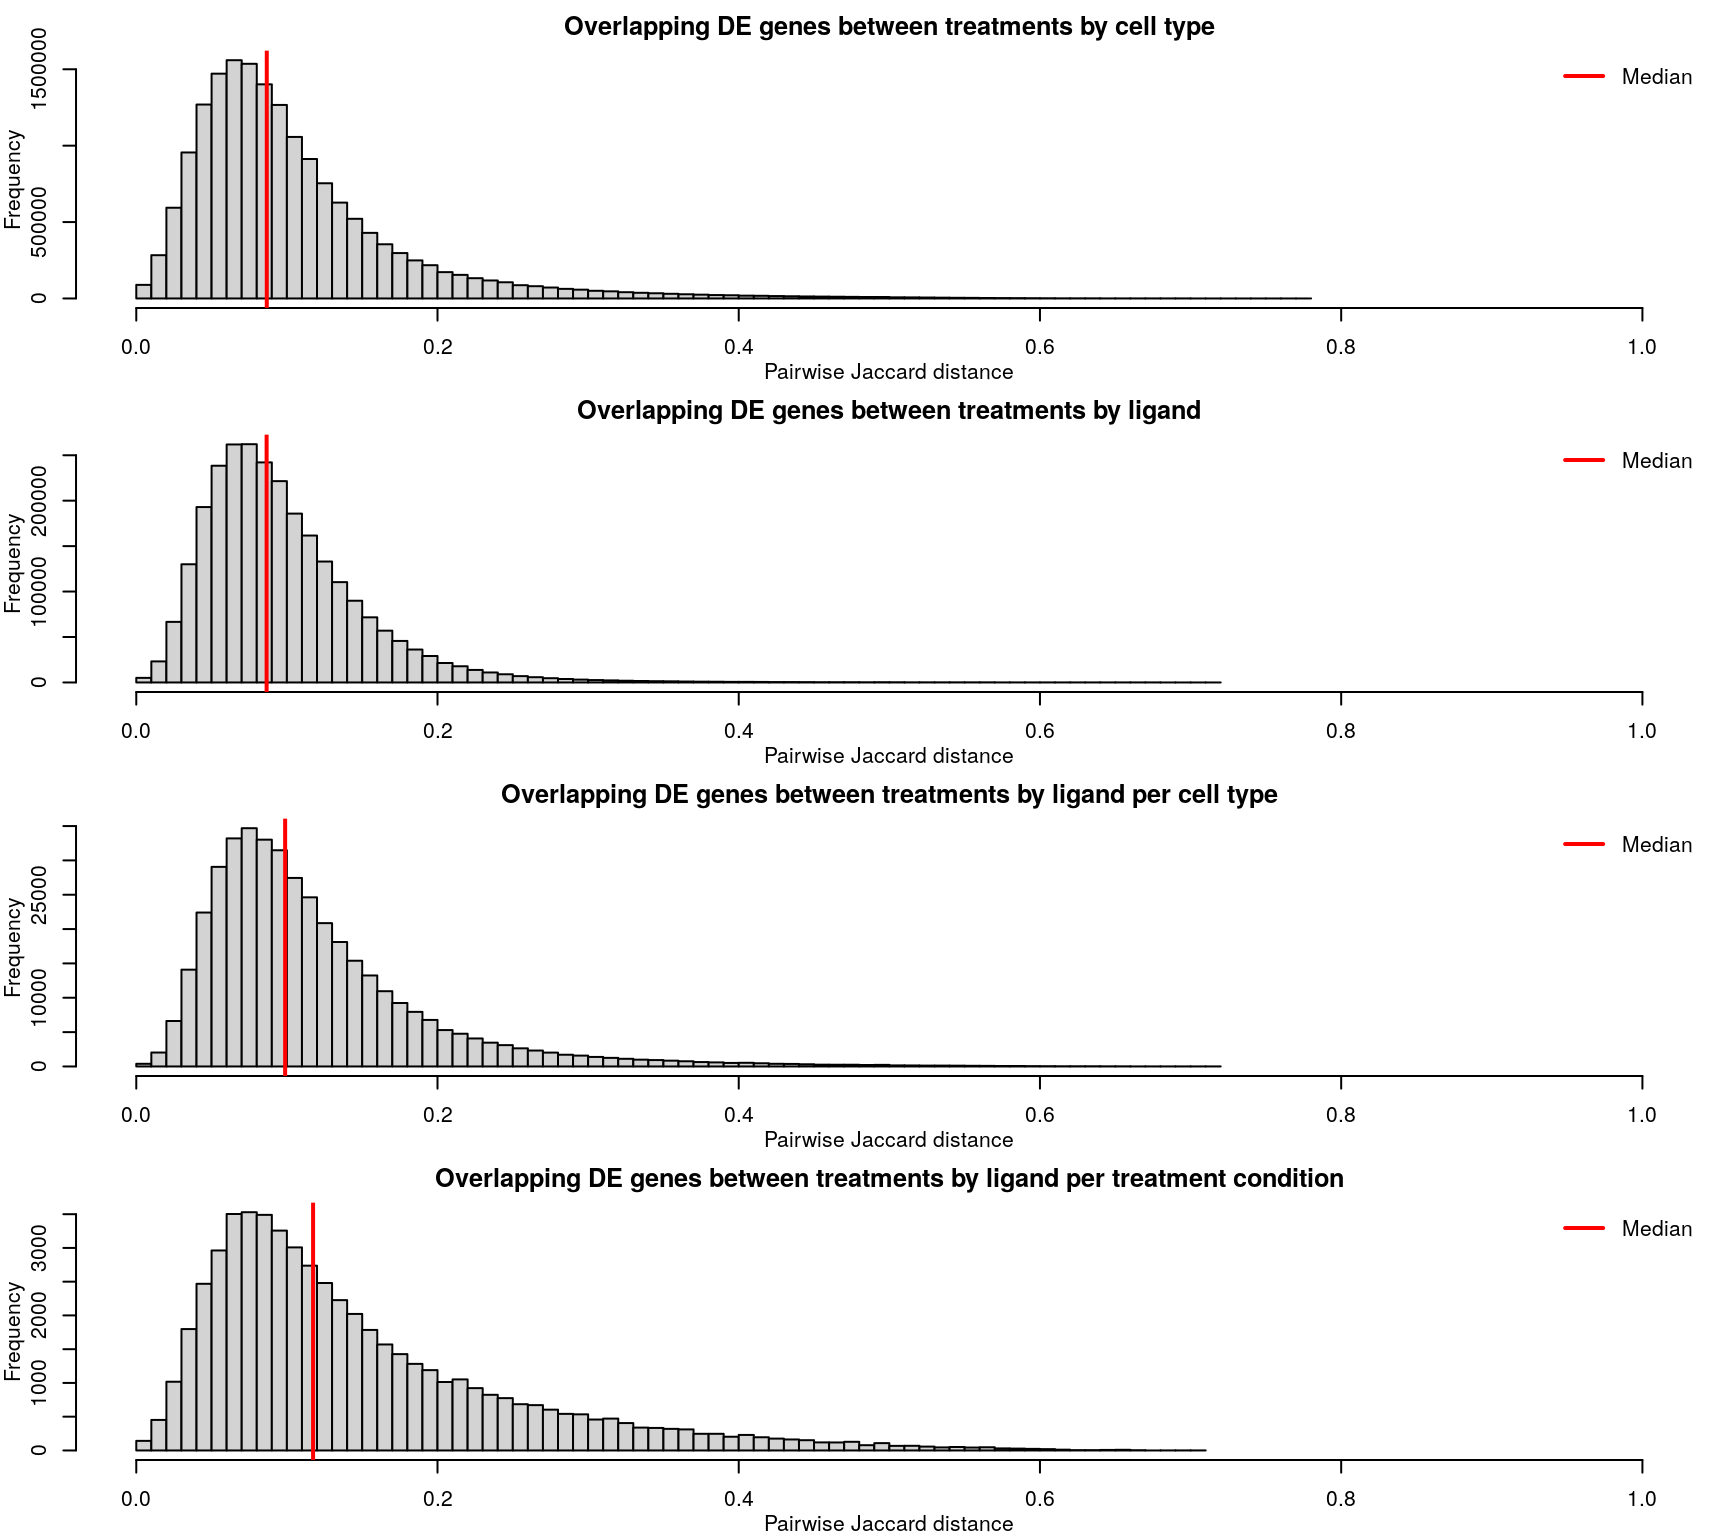 Overlapping DE genes between treatments by cell type
Median
Frequency
0 500000 1500000
0.0 0.2 0.4 0.6 0.8 1.0
Pairwise Jaccard distance
Overlapping DE genes between treatments by ligand
Median
Frequency
0 100000 200000
0.0 0.2 0.4 0.6 0.8 1.0
Pairwise Jaccard distance
Overlapping DE genes between treatments by ligand per cell type
Median
Frequency
0 10000 25000
0.0 0.2 0.4 0.6 0.8 1.0
Pairwise Jaccard distance
Overlapping DE genes between treatments by ligand per treatment condition
Median
Frequency
0 1000 2000 3000
0.0 0.2 0.4 0.6 0.8 1.0
Pairwise Jaccard distance